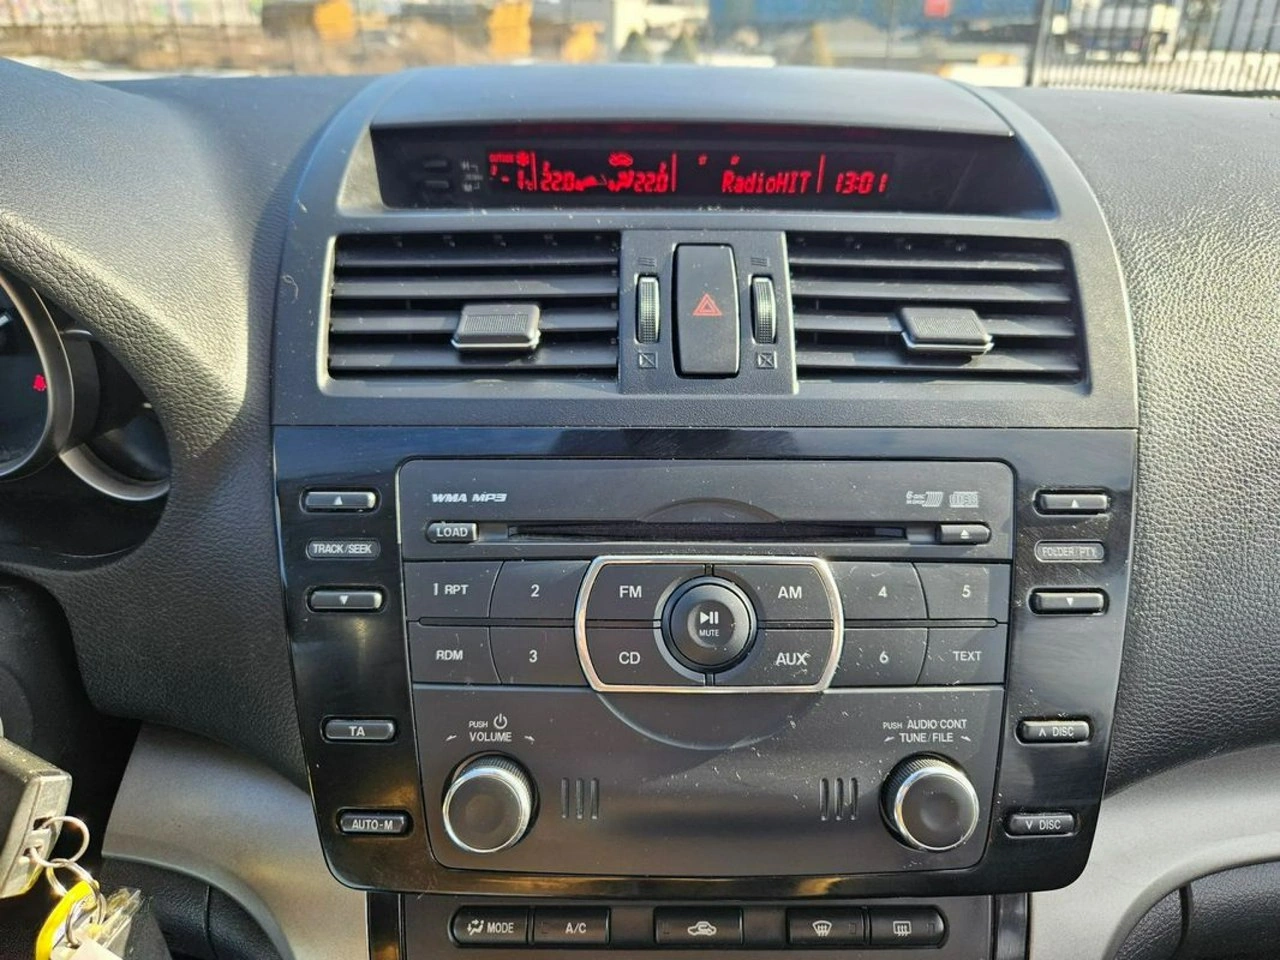 22.0 22.0 RadioHIT 13:01
WMA MP3
LOAD
TRACK/SEEK
FOLDER/PTY
1 RPT 2 FM AM 4 5
MUTE
RDM 3 CD AUX 6 TEXT
PUSH
VOLUME
PUSH AUDIO CONT
TUNE/FILE
TA
∧ DISC
AUTO-M
∨ DISC
MODE A/C